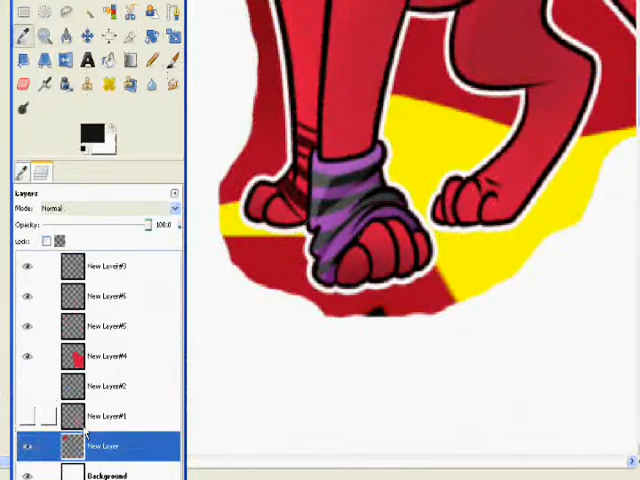 Layers
Mode: Normal
Opacity: 100.0
Lock:
New Layer#3
New Layer#6
New Layer#5
New Layer#4
New Layer#2
New Layer#1
New Layer
Background